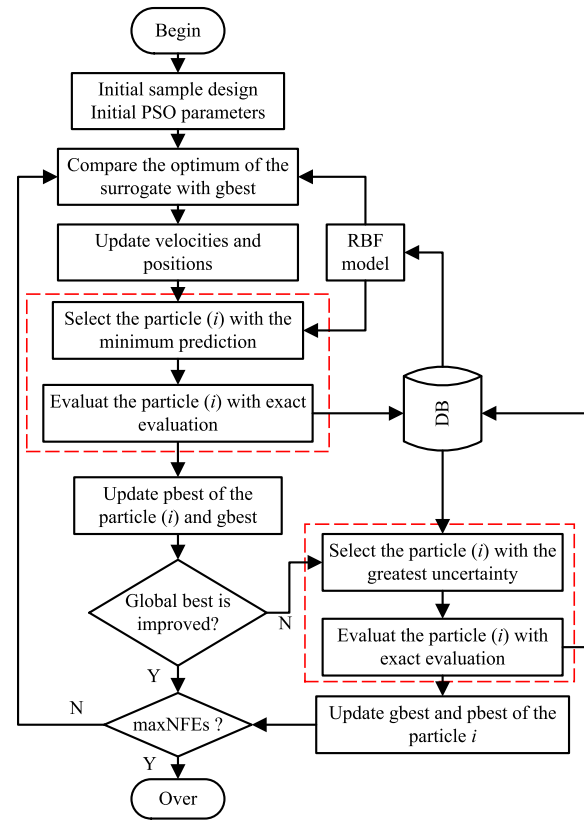 Begin
Initial sample design
Initial PSO parameters
Compare the optimum of the
surrogate with gbest
Update velocities and
positions
RBF
model
Select the particle (i) with the
minimum prediction
Evaluat the particle (i) with exact
evaluation
DB
Update pbest of the
particle (i) and gbest
Select the particle (i) with the
greatest uncertainty
Global best is
improved?
N
Evaluat the particle (i) with
exact evaluation
Y
N
maxNFEs ?
Update gbest and pbest of the
particle i
Y
Over